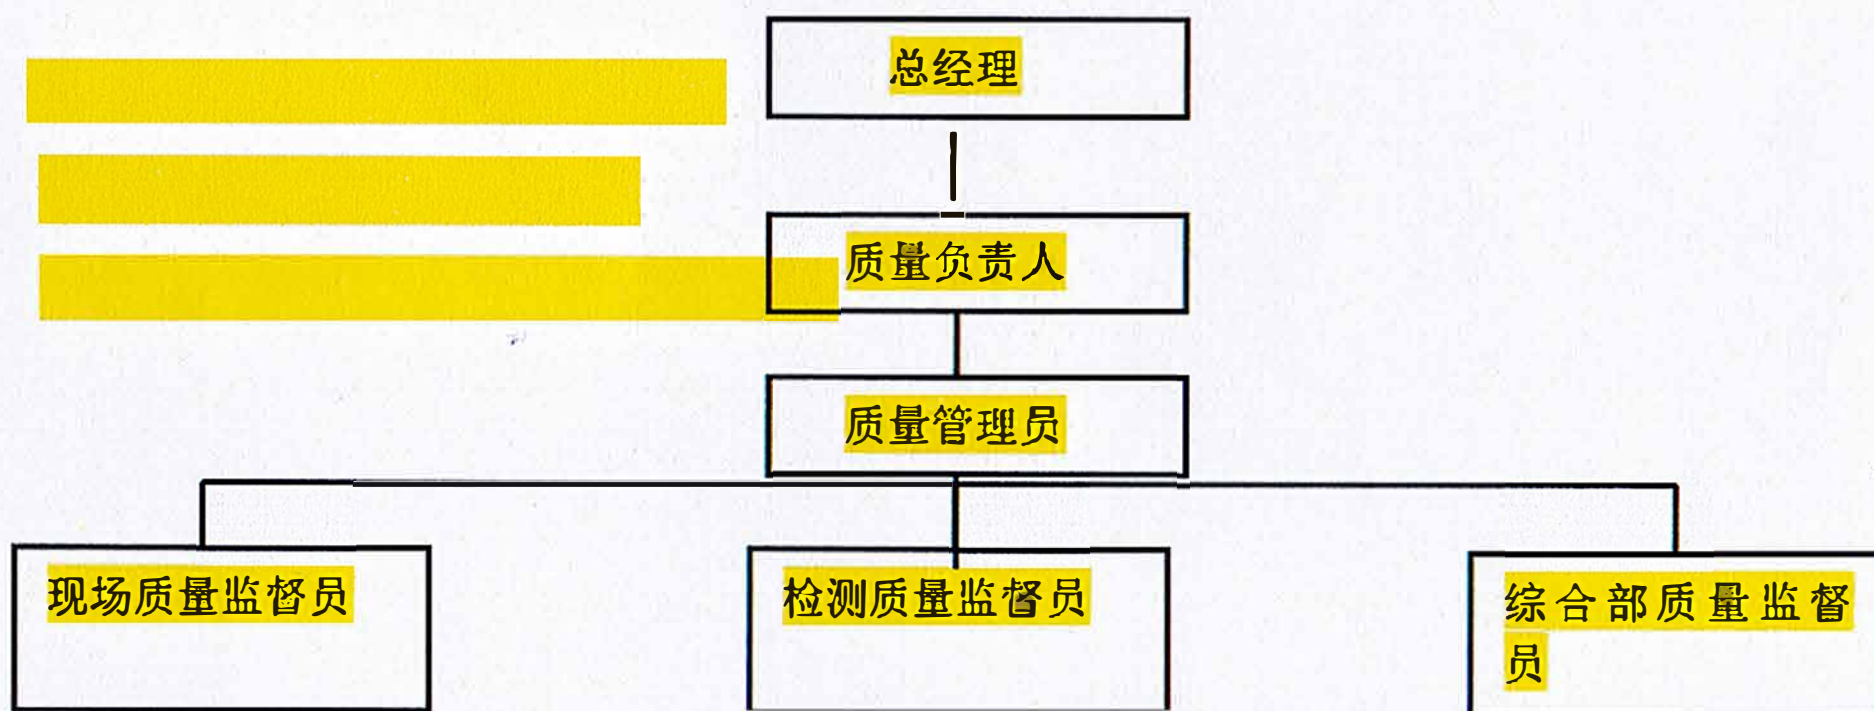 总经理
质量负责人
质量管理员
现场质量监督员
检测质量监督员
综合部质量监督
员